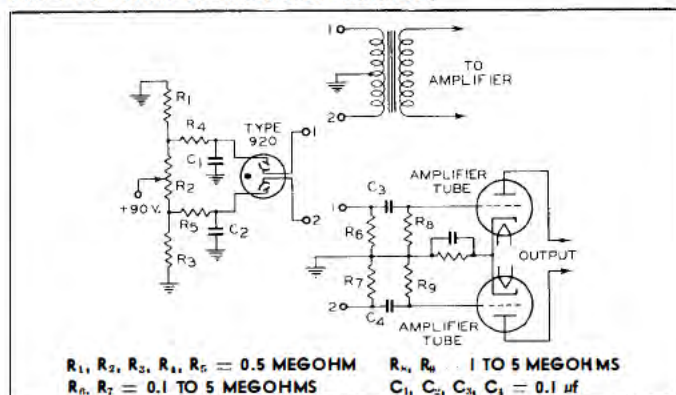 1
TO
AMPLIFIER
2
R1
R4
TYPE
920
1
C1
R2
+90 V.
R5
C2
2
R3
AMPLIFIER
TUBE
C3
1
R6
R8
OUTPUT
R7
R9
2
C4
AMPLIFIER
TUBE
R1, R2, R3, R4, R5 = 0.5 MEGOHM
R6, R7 = 0.1 TO 5 MEGOHMS
1 TO 5 MEGOHMS
C1, C2, C3, C4 = 0.1 µf